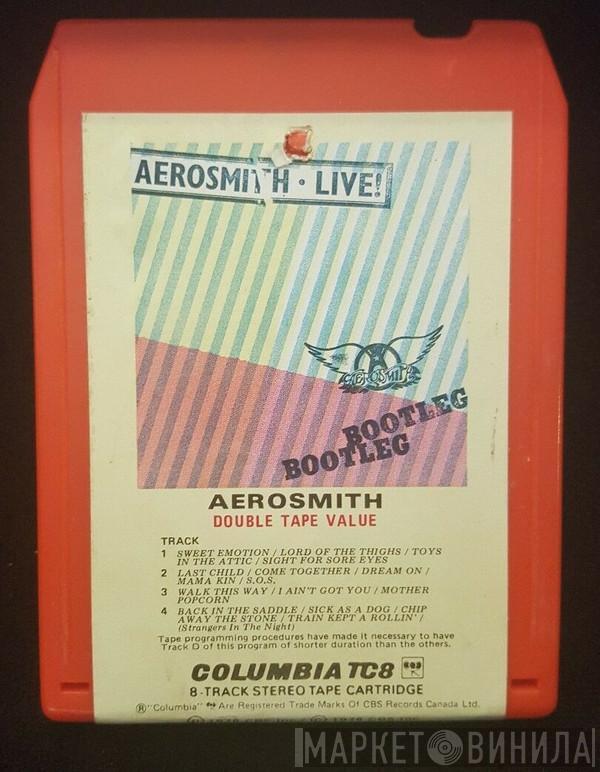 AEROSMITH · LIVE!
AEROSMITH
BOOTLEG
BOOTLEG
AEROSMITH
DOUBLE TAPE VALUE
TRACK
1 SWEET EMOTION / LORD OF THE THIGHS / TOYS
IN THE ATTIC / SIGHT FOR SORE EYES
2 LAST CHILD / COME TOGETHER / DREAM ON /
MAMA KIN / S.O.S.
3 WALK THIS WAY / I AIN'T GOT YOU / MOTHER
POPCORN
4 BACK IN THE SADDLE / SICK AS A DOG / CHIP
AWAY THE STONE / TRAIN KEPT A ROLLIN' /
(Strangers In The Night)
Tape programming procedures have made it necessary to have
Track D of this program of shorter duration than the others.
COLUMBIA TC8
8-TRACK STEREO TAPE CARTRIDGE
® "Columbia" Are Registered Trade Marks Of CBS Records Canada Ltd.
МАРКЕТ ВИНИЛА